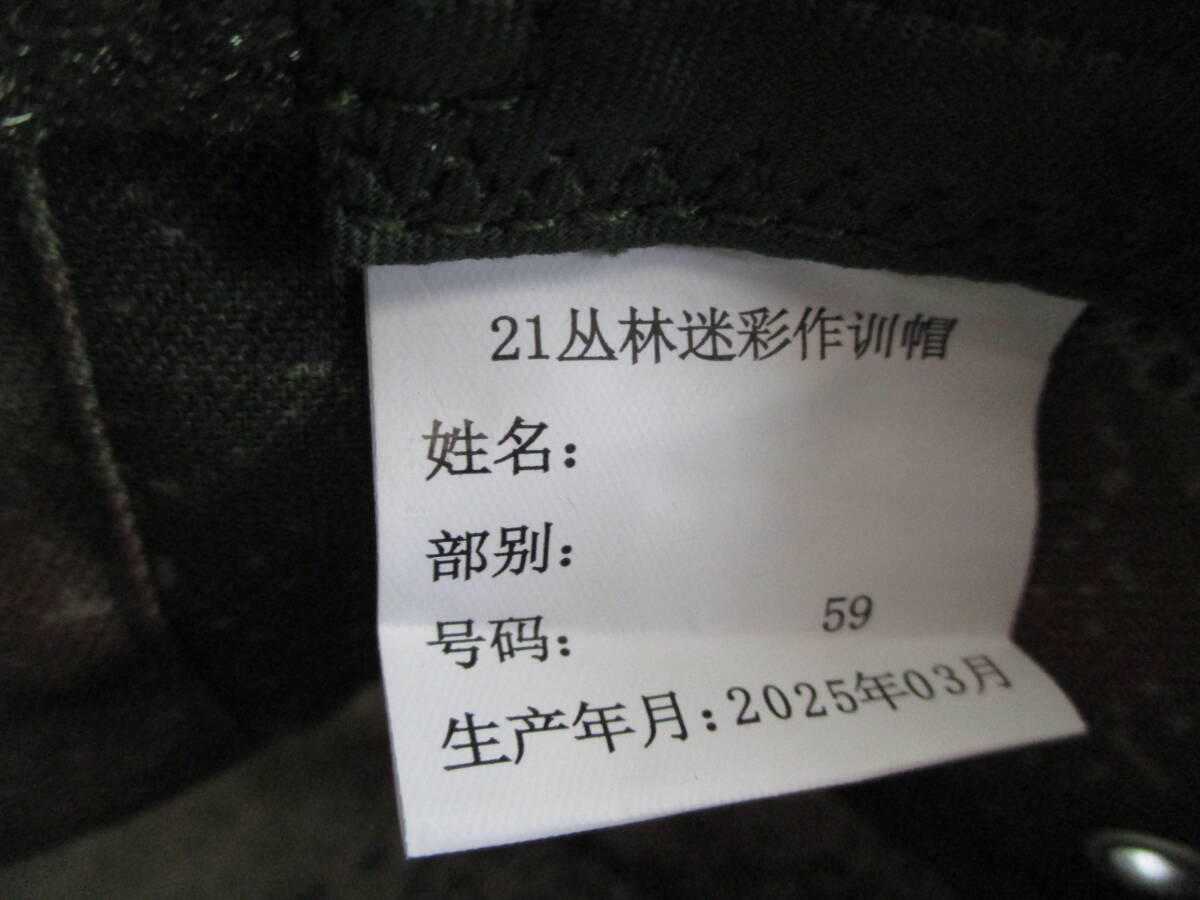 21丛林迷彩作训帽
姓名：
部别：
号码： 59
生产年月：2025年03月